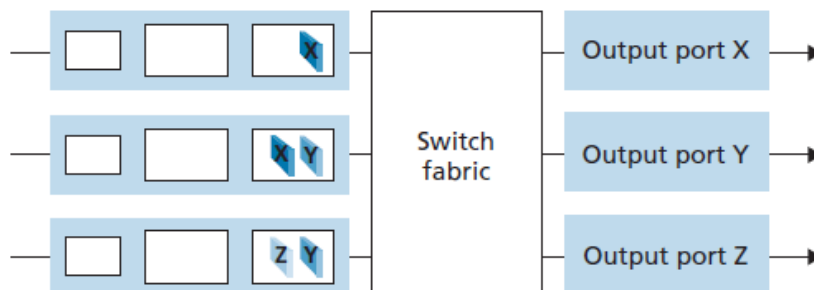 X
Output port X
X Y
Switch
fabric
Output port Y
Z Y
Output port Z